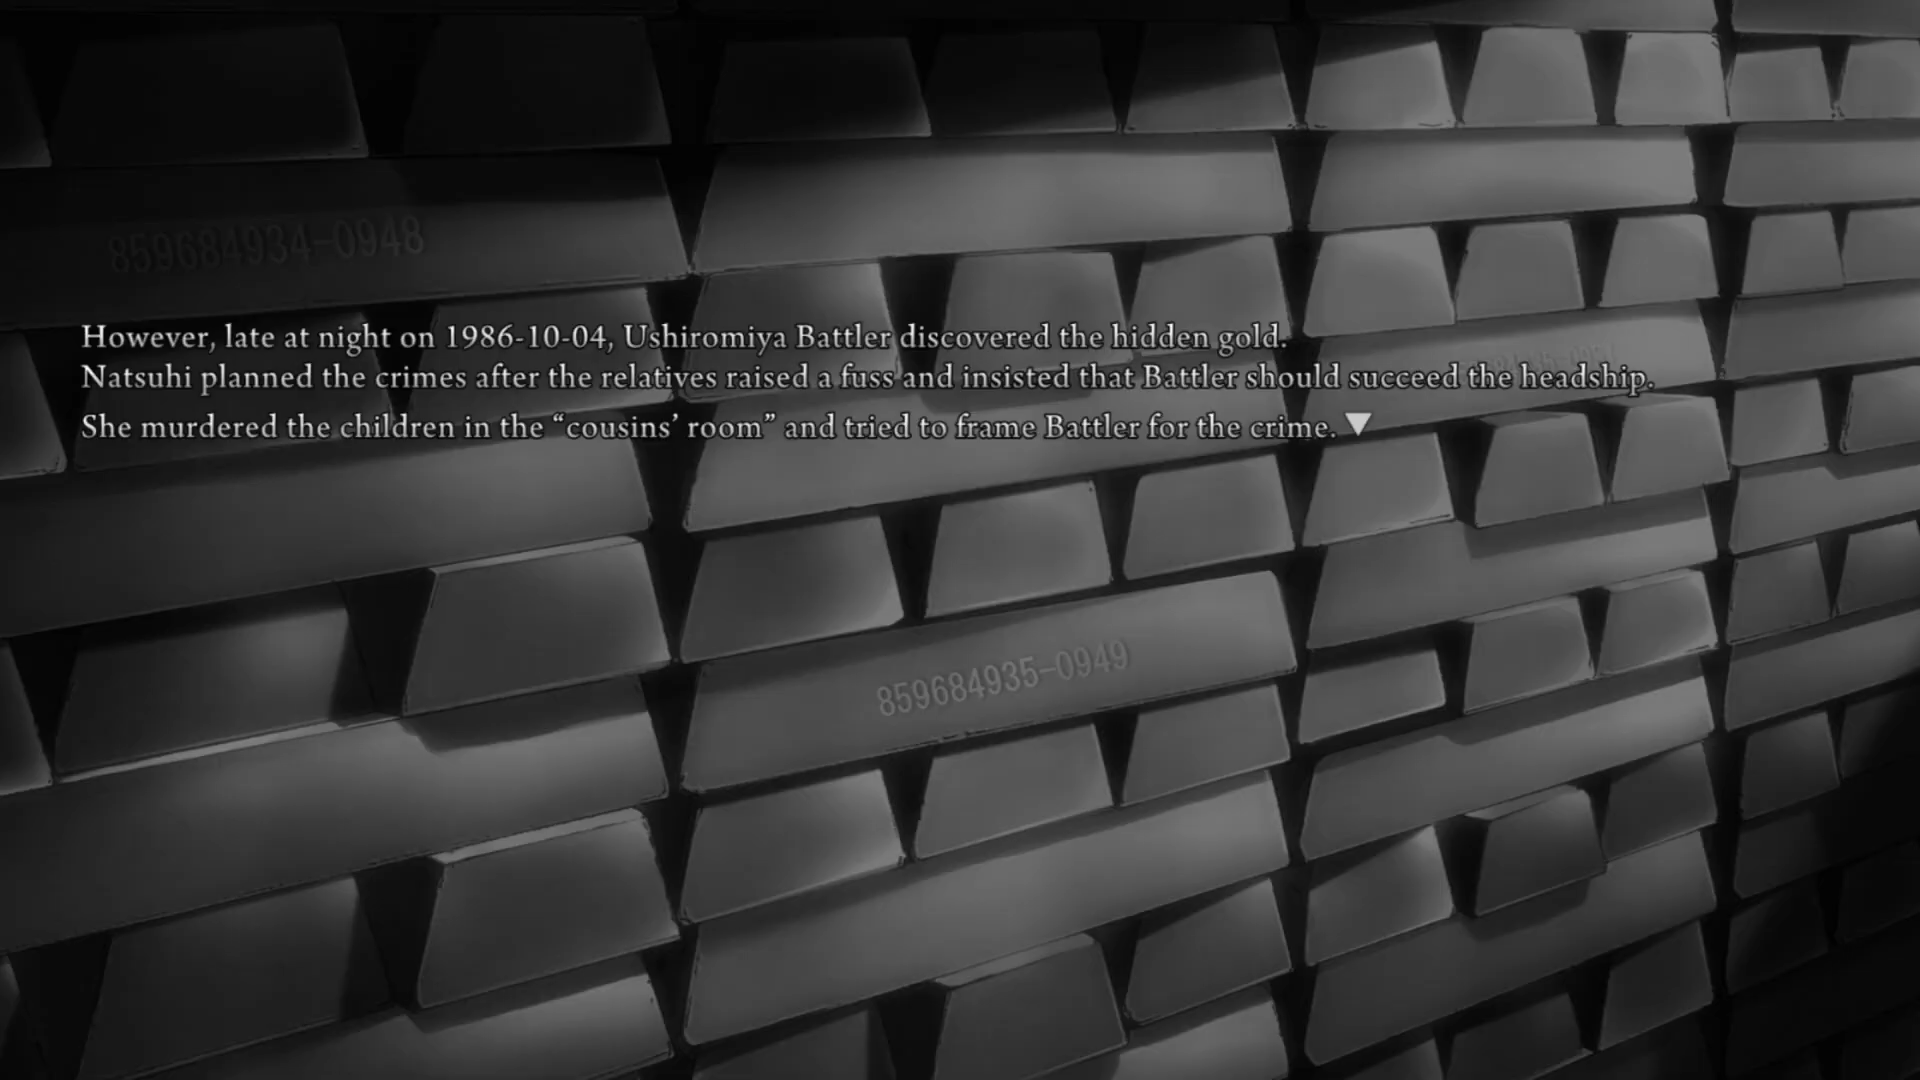 859684934-0948
However, late at night on 1986-10-04, Ushiromiya Battler discovered the hidden gold.
Natsuhi planned the crimes after the relatives raised a fuss and insisted that Battler should succeed the headship.
She murdered the children in the “cousins’ room” and tried to frame Battler for the crime. ▼
859684935-0949